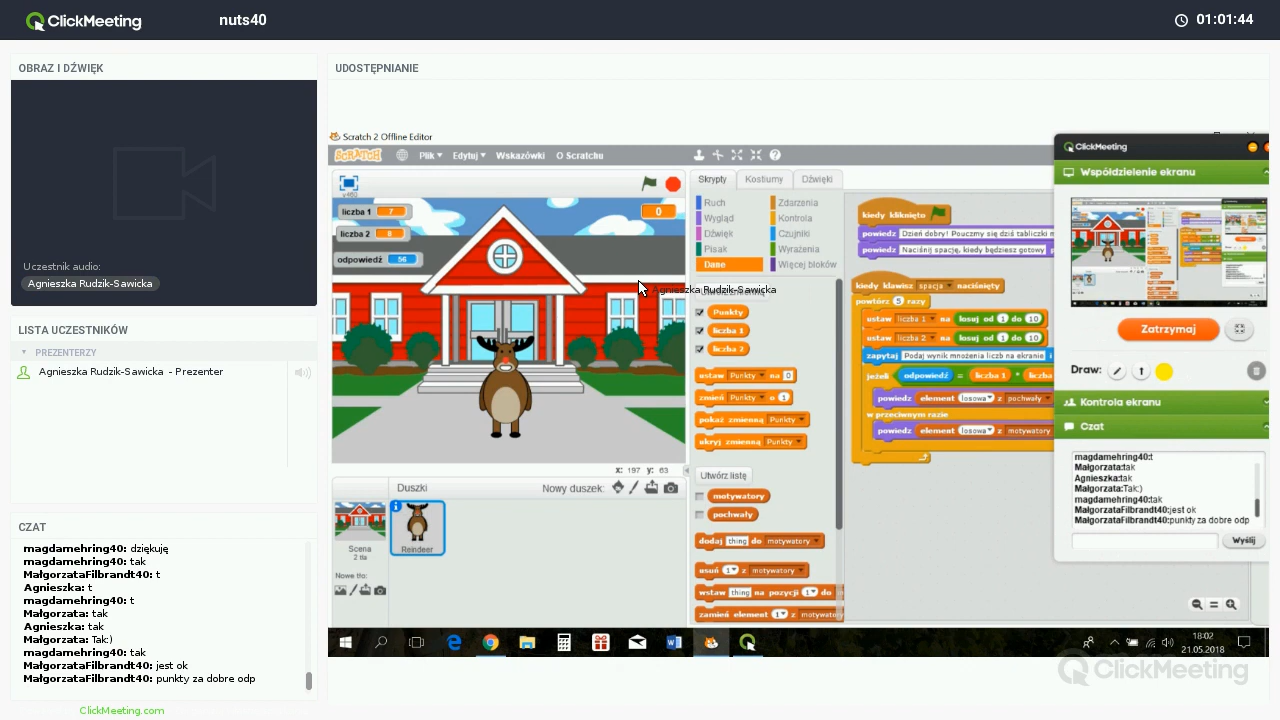 ClickMeeting
nuts40
01:01:44
OBRAZ I DŹWIĘK
Uczestnik audio:
Agnieszka Rudzik-Sawicka
LISTA UCZESTNIKÓW
PREZENTERZY
Agnieszka Rudzik-Sawicka - Prezenter
CZAT
magdamehring40: dziękuję
magdamehring40: tak
MałgorzataFilbrandt40: t
Agnieszka: t
magdamehring40: t
Małgorzata: tak
Agnieszka: tak
Małgorzata: Tak:)
magdamehring40: tak
MałgorzataFilbrandt40: jest ok
MałgorzataFilbrandt40: punkty za dobre odp
ClickMeeting.com
UDOSTĘPNIANIE
Scratch 2 Offline Editor
SCRATCH Plik Edytuj Wskazówki O Scratchu
v460
liczba 1 7
0
liczba 2 8
odpowiedź 56
x: 197 y: 63
Duszki Nowy duszek:
Scena
2 tła
Nowe tło:
Reindeer
Skrypty Kostiumy Dźwięki
Ruch Zdarzenia
Wygląd Kontrola
Dźwięk Czujniki
Pisak Wyrażenia
Dane Więcej bloków
Agnieszka Rudzik-Sawicka
Punkty
liczba 1
liczba 2
ustaw Punkty na 0
zmień Punkty o 1
pokaż zmienną Punkty
ukryj zmienną Punkty
Utwórz listę
motywatory
pochwały
dodaj thing do motywatory
usuń 1 z motywatory
wstaw thing na pozycji 1 do
zamień element 1 z motywatory
kiedy kliknięto
powiedz Dzień dobry! Pouczmy się dziś tabliczki m
powiedz Naciśnij spację, kiedy będziesz gotowy
kiedy klawisz spacja naciśnięty
powtórz 5 razy
ustaw liczba 1 na losuj od 1 do 10
ustaw liczba 2 na losuj od 1 do 10
zapytaj Podaj wynik mnożenia liczb na ekranie i
jeżeli odpowiedź = liczba 1 * liczba
powiedz element losowa z pochwały
w przeciwnym razie
powiedz element losowa z motywatory
ClickMeeting
Współdzielenie ekranu
Zatrzymaj
Draw:
Kontrola ekranu
Czat
magdamehring40:t
Małgorzata:tak
Agnieszka:tak
Małgorzata:Tak:)
magdamehring40:tak
MałgorzataFilbrandt40:jest ok
MałgorzataFilbrandt40:punkty za dobre odp
Wyślij
18:02
21.05.2018
ClickMeeting